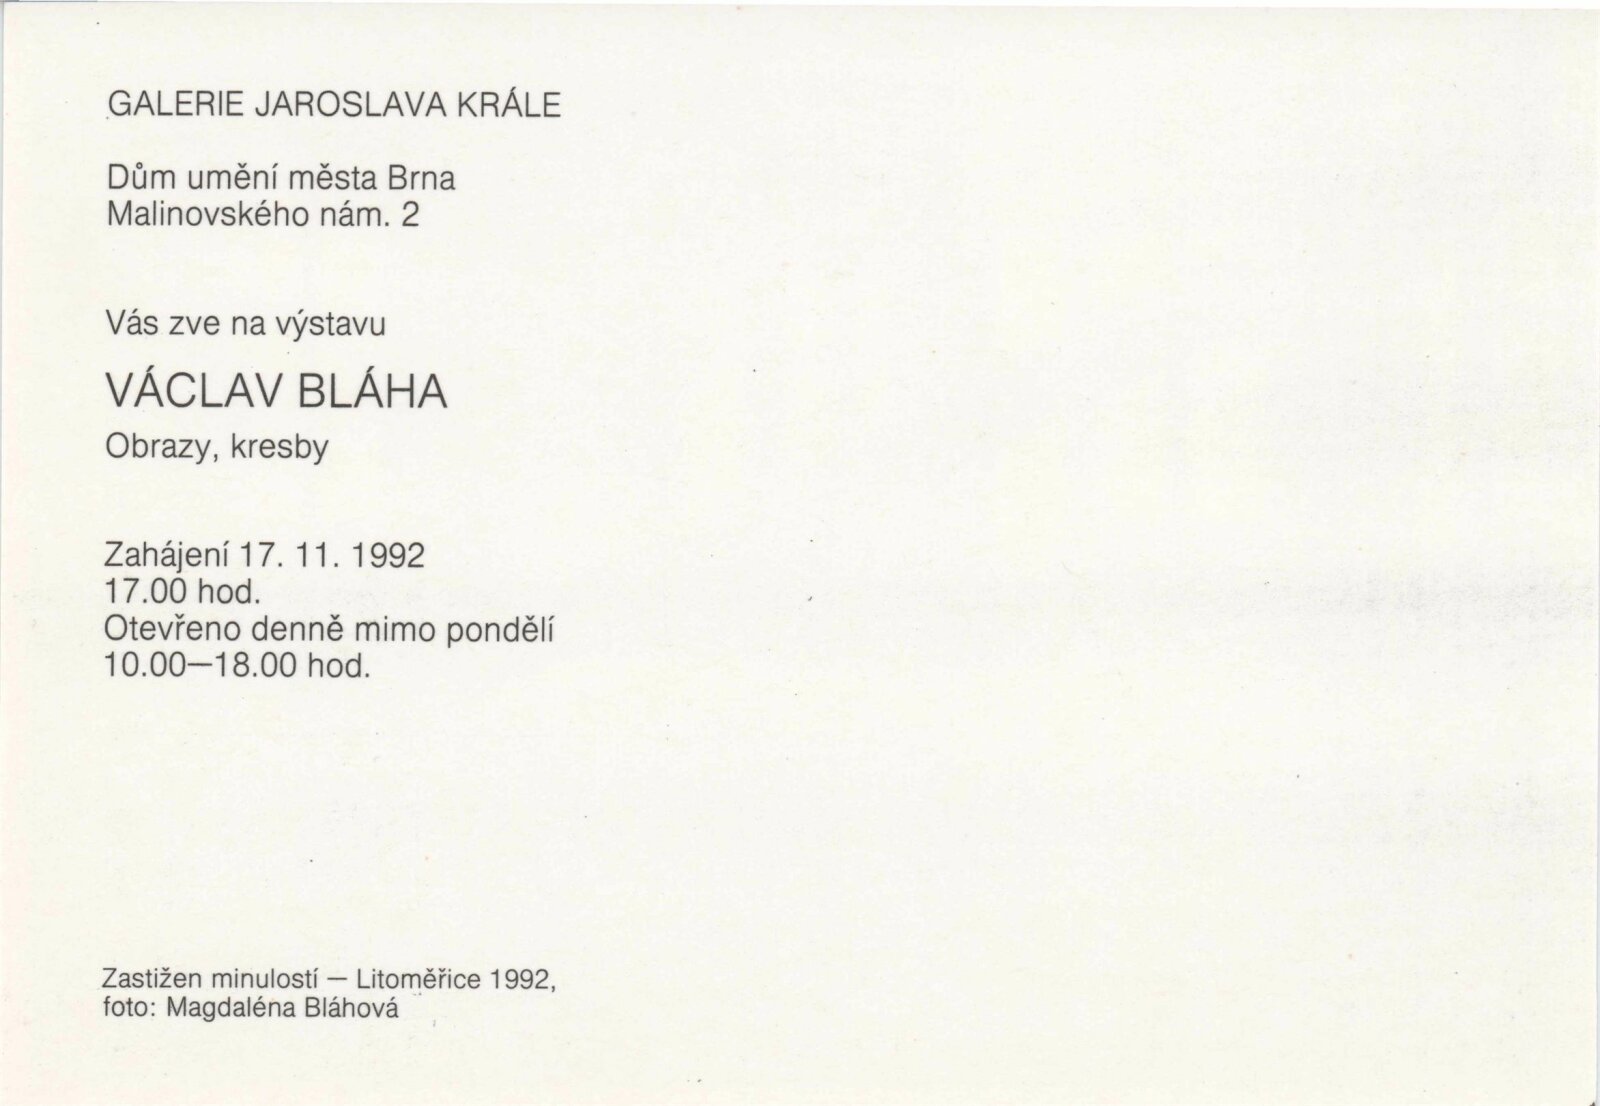 GALERIE JAROSLAVA KRÁLE
Dům umění města Brna
Malinovského nám. 2
Vás zve na výstavu
VÁCLAV BLÁHA
Obrazy, kresby
Zahájení 17. 11. 1992
17.00 hod.
Otevřeno denně mimo pondělí
10.00—18.00 hod.
Zastižen minulostí — Litoměřice 1992,
foto: Magdaléna Bláhová